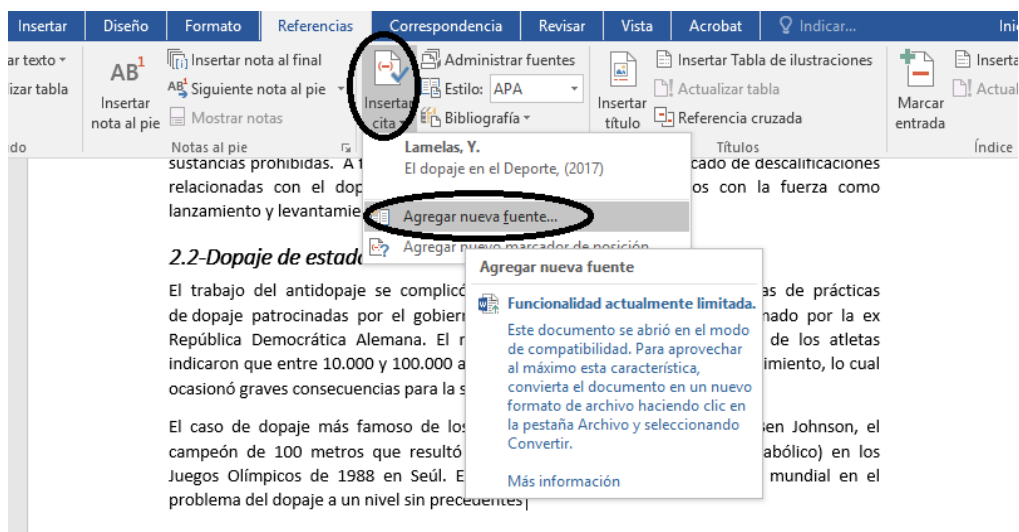 Insertar Diseño Formato Referencias Correspondencia Revisar Vista Acrobat Indicar...
ar texto
izar tabla
do
AB1
Insertar
nota al pie
Insertar nota al final
AB Siguiente nota al pie
Mostrar notas
Notas al pie
Insertar
cita
Administrar fuentes
Estilo: APA
Bibliografía
Insertar
título
Insertar Tabla de ilustraciones
Actualizar tabla
Referencia cruzada
Títulos
Marcar
entrada
Inserta
Actual
Índice
Lamelas, Y.
El dopaje en el Deporte, (2017)
Agregar nueva fuente...
Agregar nuevo marcador de posición
Agregar nueva fuente
Funcionalidad actualmente limitada.
Este documento se abrió en el modo
de compatibilidad. Para aprovechar
al máximo esta característica,
convierta el documento en un nuevo
formato de archivo haciendo clic en
la pestaña Archivo y seleccionando
Convertir.
Más información
sustancias prohibidas. A cado de descalificaciones
relacionadas con el dop os con la fuerza como
lanzamiento y levantamie
2.2-Dopaje de estad
El trabajo del antidopaje se complicó as de prácticas
de dopaje patrocinadas por el gobier nado por la ex
República Democrática Alemana. El de los atletas
indicaron que entre 10.000 y 100.000 a imiento, lo cual
ocasionó graves consecuencias para la s
El caso de dopaje más famoso de los en Johnson, el
campeón de 100 metros que resultó abólico) en los
Juegos Olímpicos de 1988 en Seúl. E mundial en el
problema del dopaje a un nivel sin precedentes